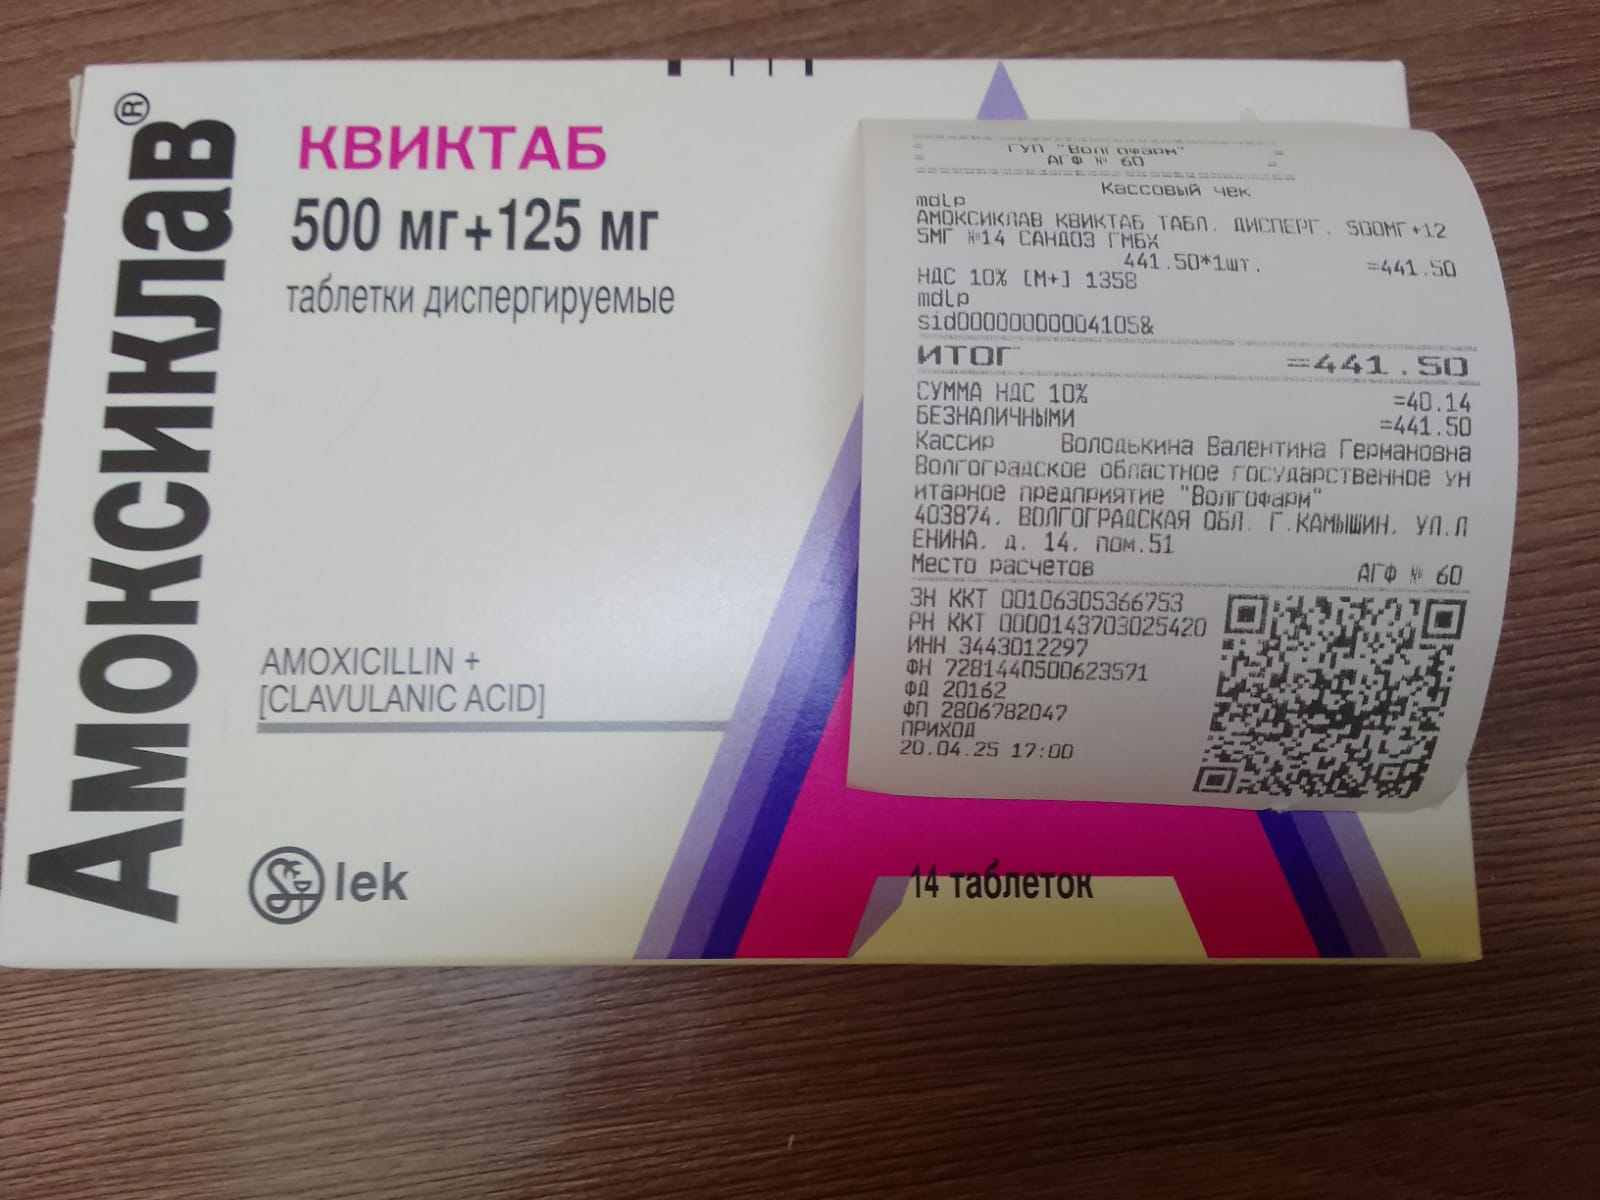 Амоксиклав®
КВИКТАБ
500 мг+125 мг
таблетки диспергируемые
AMOXICILLIN +
[CLAVULANIC ACID]
lek
14 таблеток
ГУП "Волгофарм"
АГФ № 60
Кассовый чек
mdlp
АМОКСИКЛАВ КВИКТАБ ТАБЛ. ДИСПЕРГ. 500МГ+12
5МГ №14 САНДОЗ ГМБХ
441.50*1шт. =441.50
НДС 10% [М+] 1358
mdlp
sid00000000004105&
ИТОГ =441.50
СУММА НДС 10% =40.14
БЕЗНАЛИЧНЫМИ =441.50
Кассир Володькина Валентина Германовна
Волгоградское областное государственное ун
итарное предприятие "Волгофарм"
403874, ВОЛГОГРАДСКАЯ ОБЛ. Г.КАМЫШИН, УЛ.Л
ЕНИНА, д. 14, пом.51
Место расчетов АГФ № 60
ЗН ККТ 00106305366753
РН ККТ 0000143703025420
ИНН 3443012297
ФН 7281440500623571
ФД 20162
ФП 2806782047
ПРИХОД
20.04.25 17:00